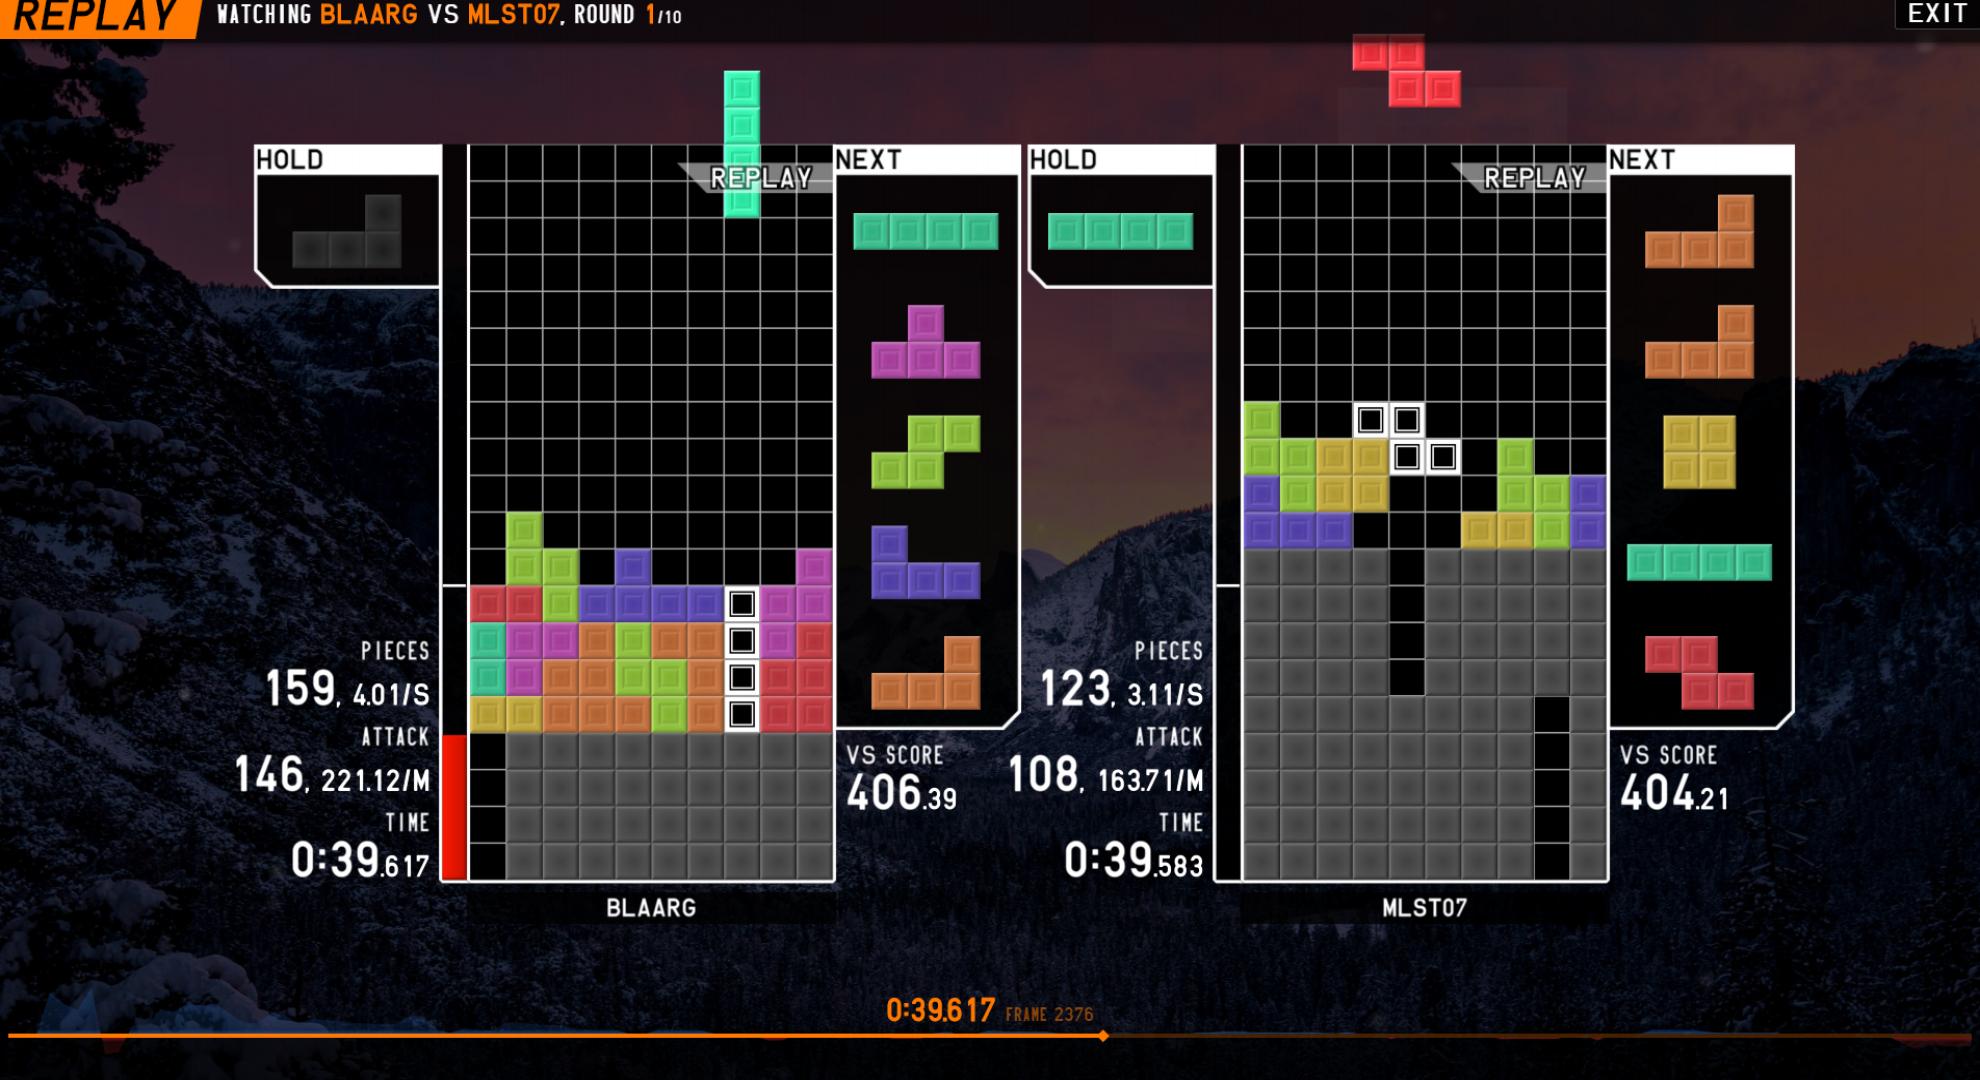 REPLAY
WATCHING BLAARG VS MLST07, ROUND 1/10
EXIT
HOLD
REPLAY
NEXT
PIECES
159, 4.01/S
ATTACK
146, 221.12/M
TIME
0:39.617
VS SCORE
406.39
BLAARG
HOLD
REPLAY
NEXT
PIECES
123, 3.11/S
ATTACK
108, 163.71/M
TIME
0:39.583
VS SCORE
404.21
MLST07
0:39.617 FRAME 2376